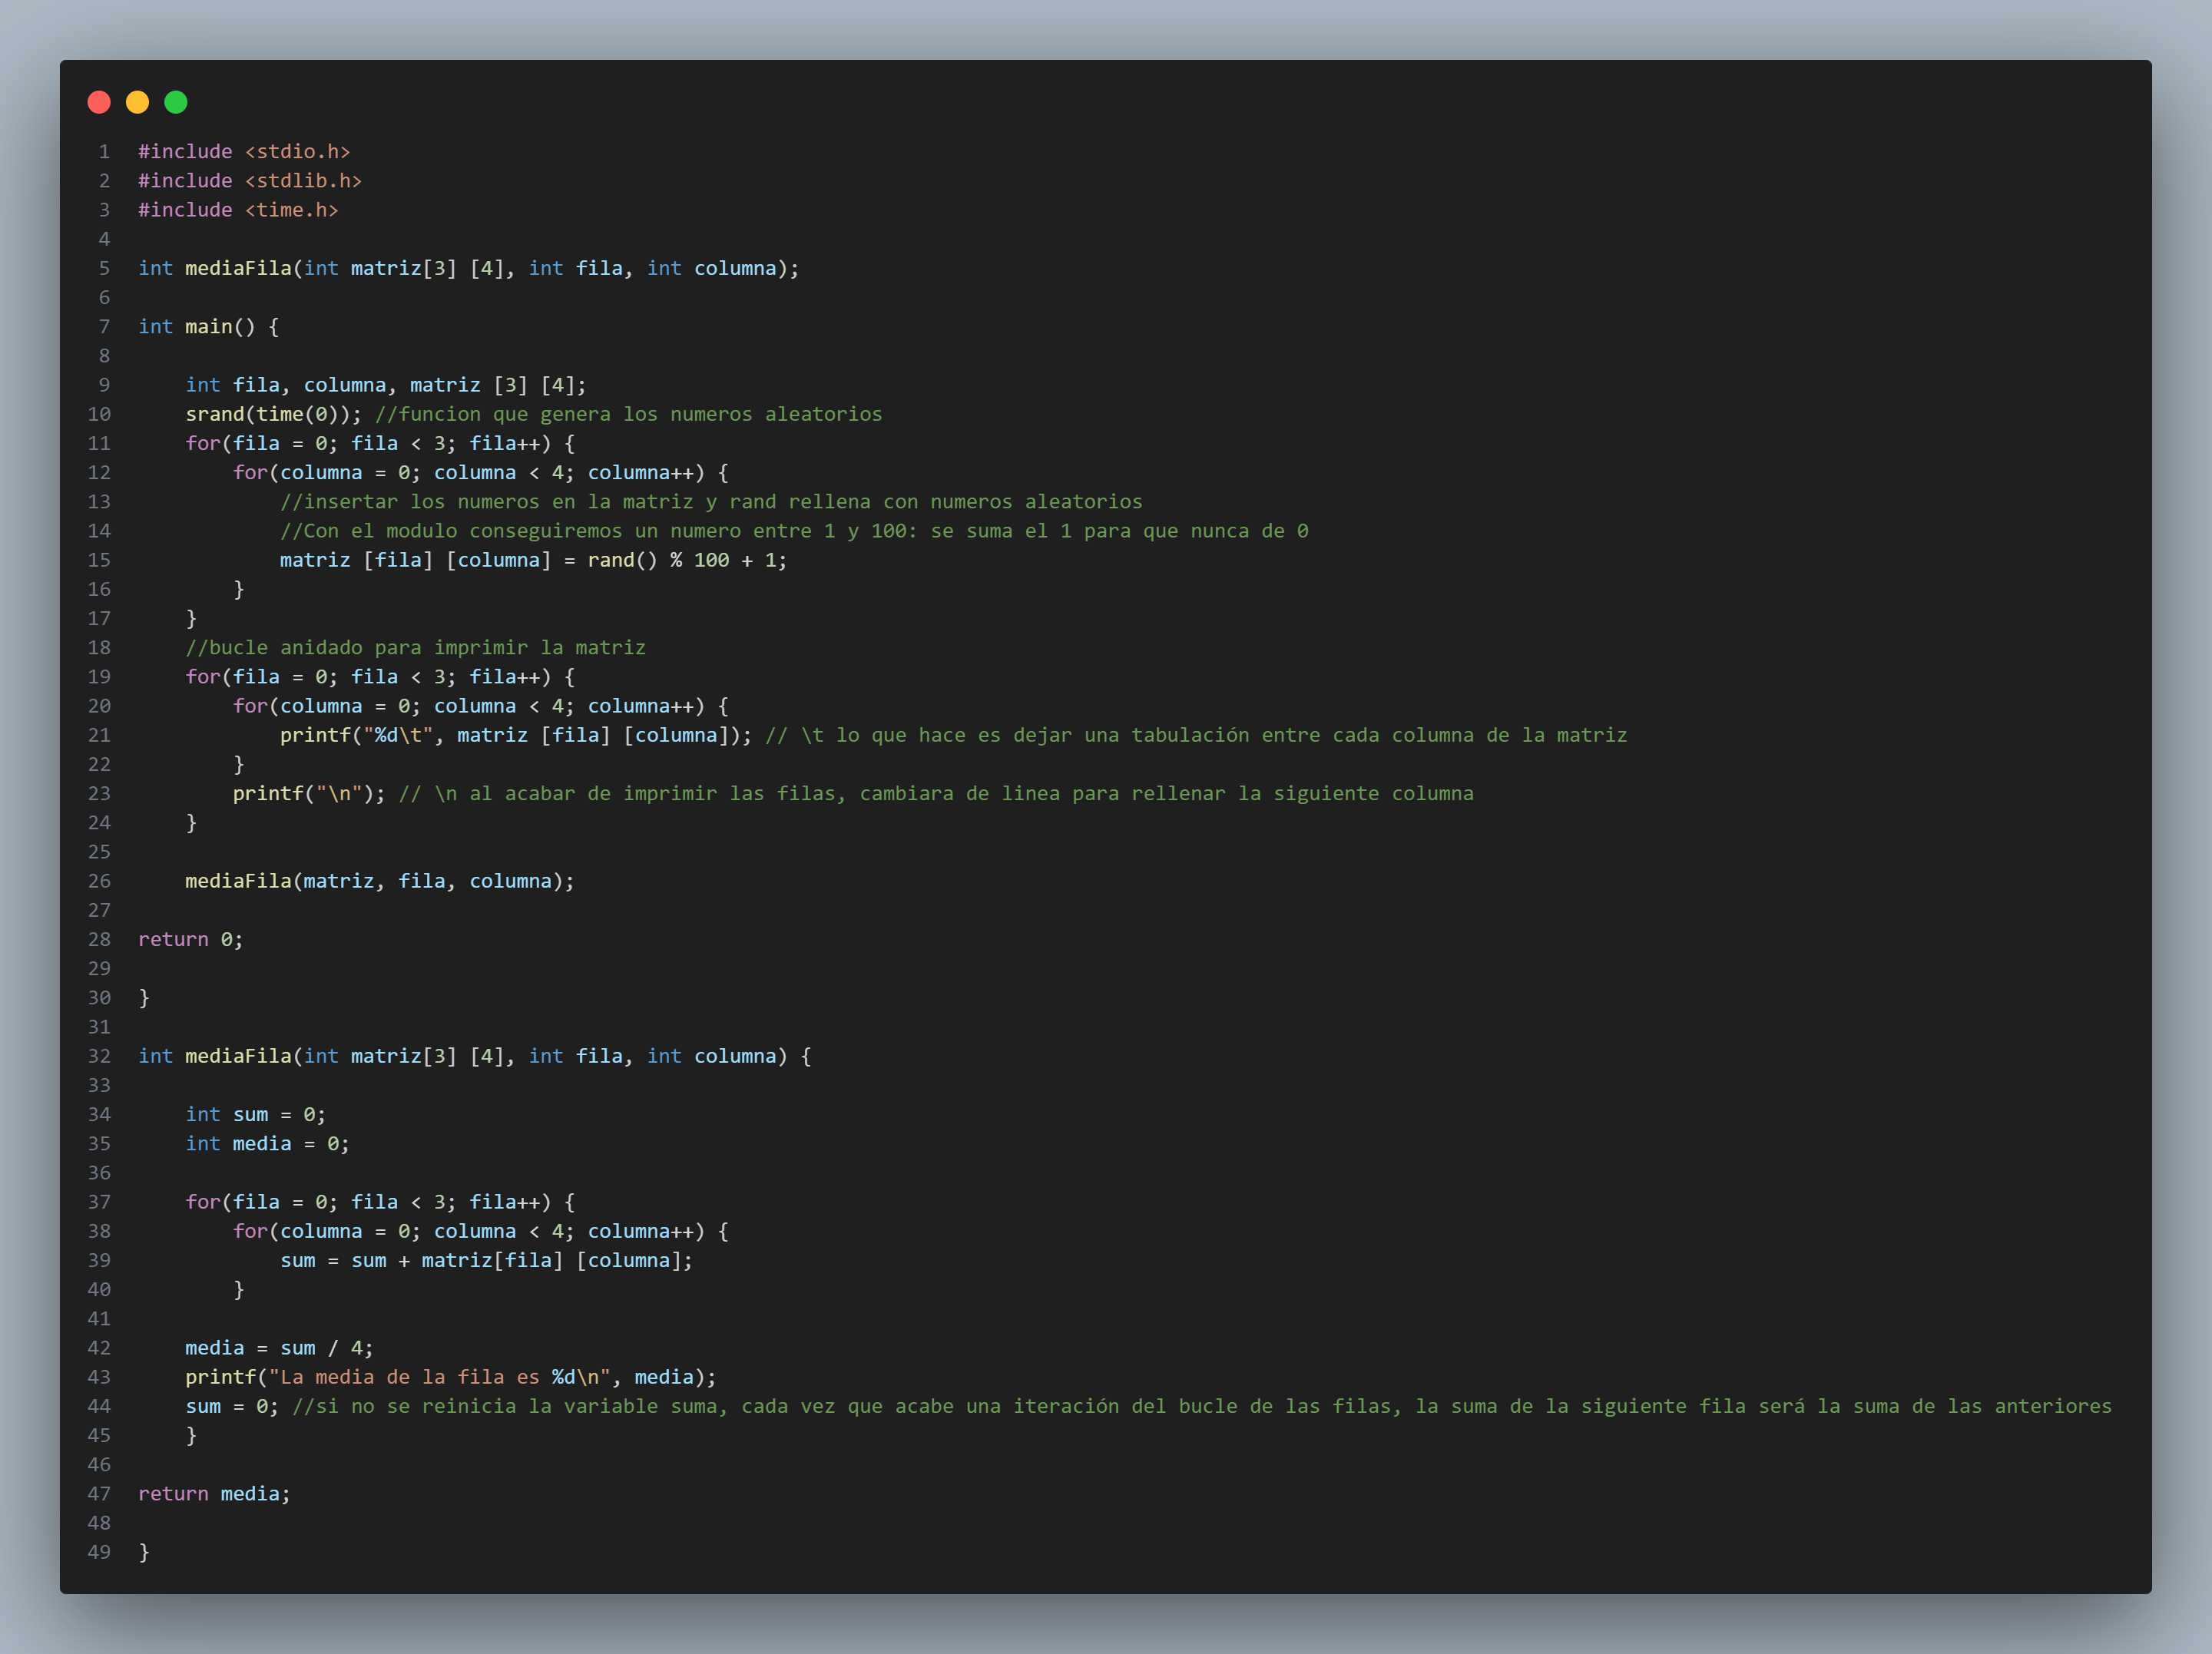 1 #include <stdio.h>
2 #include <stdlib.h>
3 #include <time.h>
4
5 int mediaFila(int matriz[3] [4], int fila, int columna);
6
7 int main() {
8
9     int fila, columna, matriz [3] [4];
10     srand(time(0)); //funcion que genera los numeros aleatorios
11     for(fila = 0; fila < 3; fila++) {
12         for(columna = 0; columna < 4; columna++) {
13             //insertar los numeros en la matriz y rand rellena con numeros aleatorios
14             //Con el modulo conseguiremos un numero entre 1 y 100: se suma el 1 para que nunca de 0
15             matriz [fila] [columna] = rand() % 100 + 1;
16         }
17     }
18     //bucle anidado para imprimir la matriz
19     for(fila = 0; fila < 3; fila++) {
20         for(columna = 0; columna < 4; columna++) {
21             printf("%d\t", matriz [fila] [columna]); // \t lo que hace es dejar una tabulación entre cada columna de la matriz
22         }
23         printf("\n"); // \n al acabar de imprimir las filas, cambiara de linea para rellenar la siguiente columna
24     }
25
26     mediaFila(matriz, fila, columna);
27
28 return 0;
29
30 }
31
32 int mediaFila(int matriz[3] [4], int fila, int columna) {
33
34     int sum = 0;
35     int media = 0;
36
37     for(fila = 0; fila < 3; fila++) {
38         for(columna = 0; columna < 4; columna++) {
39             sum = sum + matriz[fila] [columna];
40         }
41
42     media = sum / 4;
43     printf("La media de la fila es %d\n", media);
44     sum = 0; //si no se reinicia la variable suma, cada vez que acabe una iteración del bucle de las filas, la suma de la siguiente fila será la suma de las anteriores
45     }
46
47 return media;
48
49 }